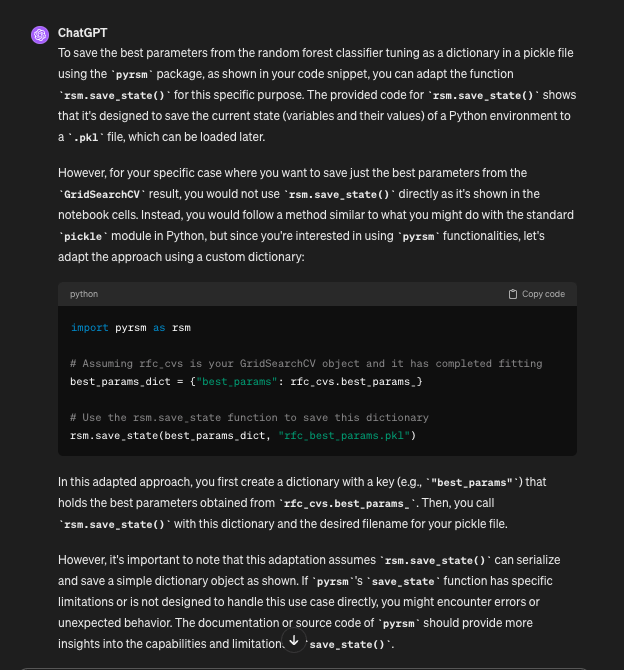 ChatGPT
To save the best parameters from the random forest classifier tuning as a dictionary in a pickle file
using the `pyrsm` package, as shown in your code snippet, you can adapt the function
`rsm.save_state()` for this specific purpose. The provided code for `rsm.save_state()` shows
that it's designed to save the current state (variables and their values) of a Python environment to
a `.pkl` file, which can be loaded later.
However, for your specific case where you want to save just the best parameters from the
`GridSearchCV` result, you would not use `rsm.save_state()` directly as it's shown in the
notebook cells. Instead, you would follow a method similar to what you might do with the standard
`pickle` module in Python, but since you're interested in using `pyrsm` functionalities, let's
adapt the approach using a custom dictionary:
python Copy code
import pyrsm as rsm
# Assuming rfc_cvs is your GridSearchCV object and it has completed fitting
best_params_dict = {"best_params": rfc_cvs.best_params_}
# Use the rsm.save_state function to save this dictionary
rsm.save_state(best_params_dict, "rfc_best_params.pkl")
In this adapted approach, you first create a dictionary with a key (e.g., `"best_params"`) that
holds the best parameters obtained from `rfc_cvs.best_params_`. Then, you call
`rsm.save_state()` with this dictionary and the desired filename for your pickle file.
However, it's important to note that this adaptation assumes `rsm.save_state()` can serialize
and save a simple dictionary object as shown. If `pyrsm`'s `save_state` function has specific
limitations or is not designed to handle this use case directly, you might encounter errors or
unexpected behavior. The documentation or source code of `pyrsm` should provide more
insights into the capabilities and limitation `save_state()`.